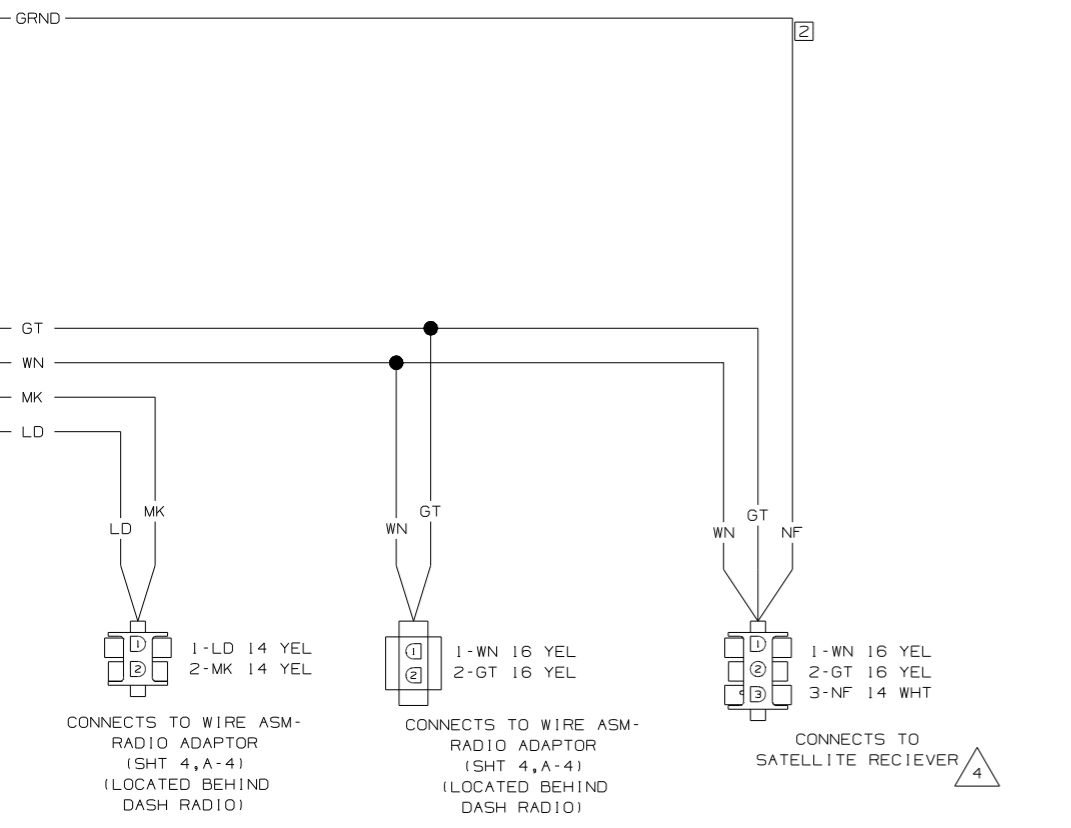 GRND
2
GT
WN
MK
LD
MK
LD
GT
WN
GT
WN
NF
1
2
1-LD 14 YEL
2-MK 14 YEL
CONNECTS TO WIRE ASM-
RADIO ADAPTOR
(SHT 4,A-4)
(LOCATED BEHIND
DASH RADIO)
1
2
1-WN 16 YEL
2-GT 16 YEL
CONNECTS TO WIRE ASM-
RADIO ADAPTOR
(SHT 4,A-4)
(LOCATED BEHIND
DASH RADIO)
1
2
3
1-WN 16 YEL
2-GT 16 YEL
3-NF 14 WHT
CONNECTS TO
SATELLITE RECIEVER
4